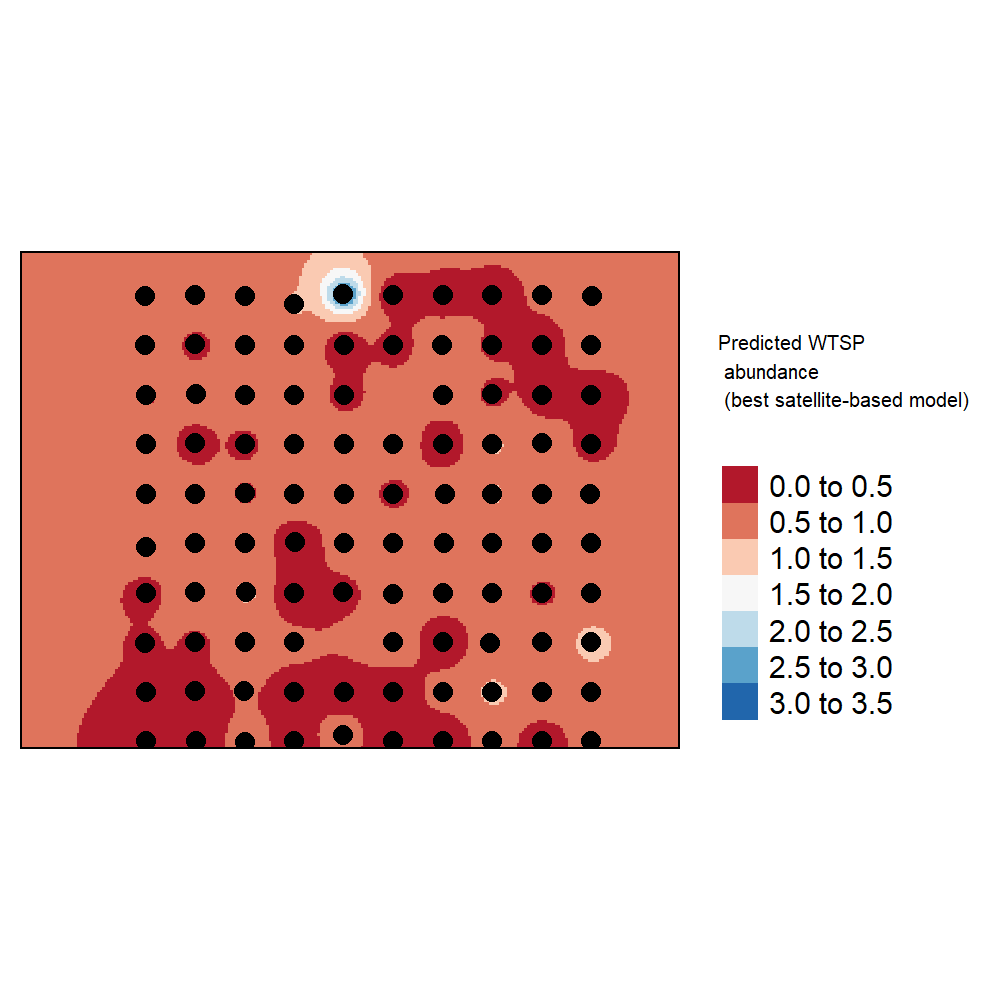 Predicted WTSP
abundance
(best satellite-based model)
0.0 to 0.5
0.5 to 1.0
1.0 to 1.5
1.5 to 2.0
2.0 to 2.5
2.5 to 3.0
3.0 to 3.5